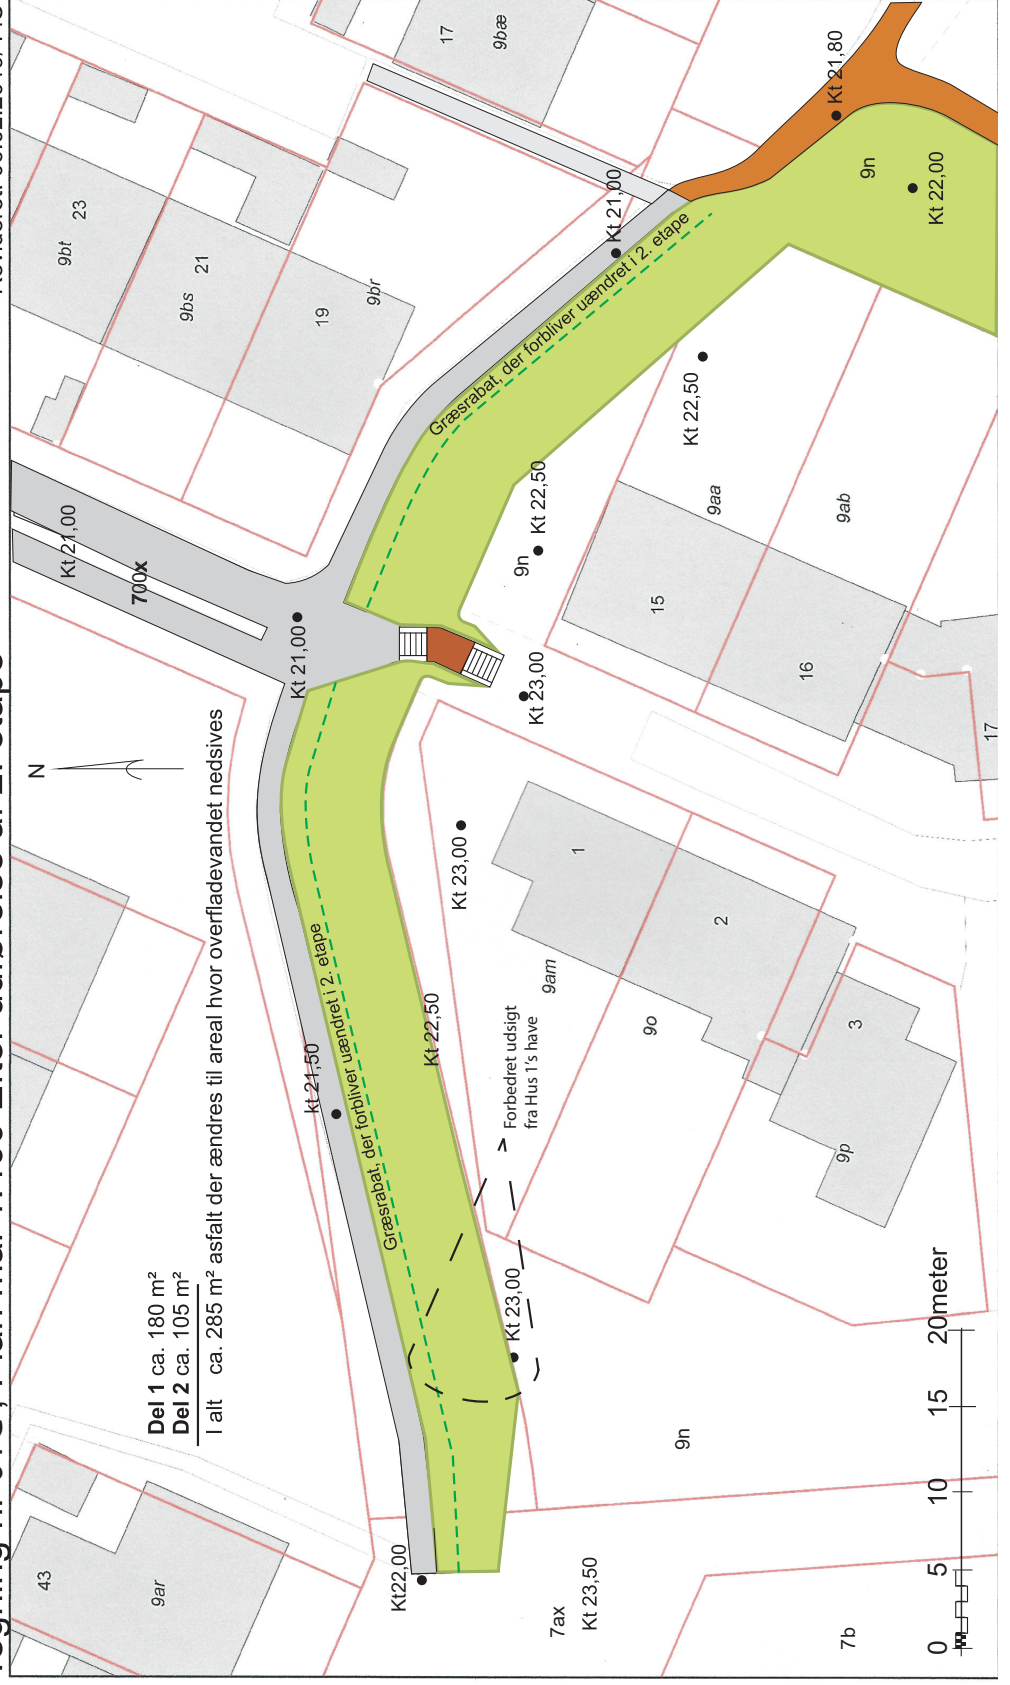 N
Del 1 ca. 180 m²
Del 2 ca. 105 m²
I alt ca. 285 m² asfalt der ændres til areal hvor overfladevandet nedsives
43
9ar
23
9bt
21
9bs
19
9br
17
9bæ
Kt 21,00
700x
Kt 21,00
Kt 21,00
Kt 21,80
9n
Kt 22,00
Græsrabat, der forbliver uændret i 2. etape
Kt 22,50
Kt 22,50
9n
Kt 23,00
9aa
9ab
15
16
17
kt 21,50
Græsrabat, der forbliver uændret i 2. etape
Kt 22,50
Kt 23,00
1
2
3
9am
9o
9p
Forbedret udsigt
fra Hus 1's have
Kt 23,00
Kt22,00
7ax
Kt 23,50
9n
7b
0 5 10 15 20meter